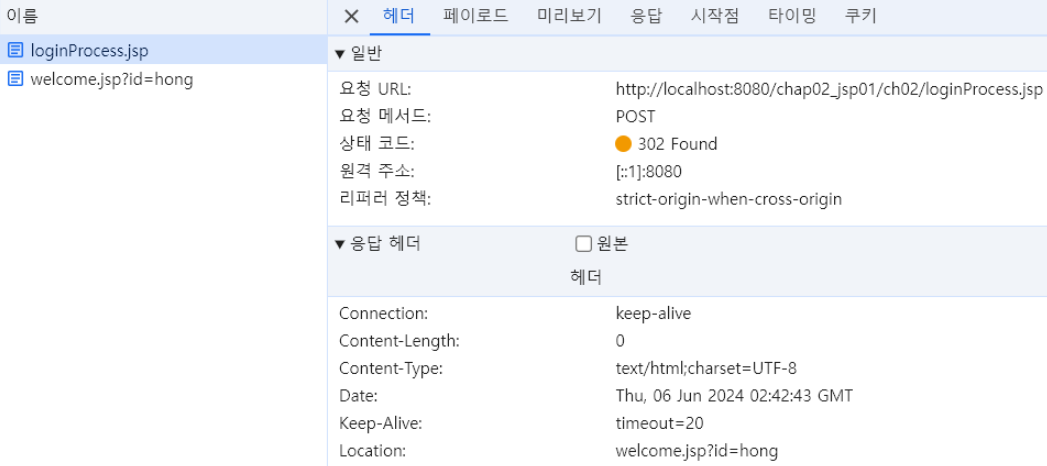 이름
loginProcess.jsp
welcome.jsp?id=hong
헤더 페이로드 미리보기 응답 시작점 타이밍 쿠키
▼ 일반
요청 URL: http://localhost:8080/chap02_jsp01/ch02/loginProcess.jsp
요청 메서드: POST
상태 코드: 302 Found
원격 주소: [::1]:8080
리퍼러 정책: strict-origin-when-cross-origin
▼ 응답 헤더 원본
헤더
Connection: keep-alive
Content-Length: 0
Content-Type: text/html;charset=UTF-8
Date: Thu, 06 Jun 2024 02:42:43 GMT
Keep-Alive: timeout=20
Location: welcome.jsp?id=hong